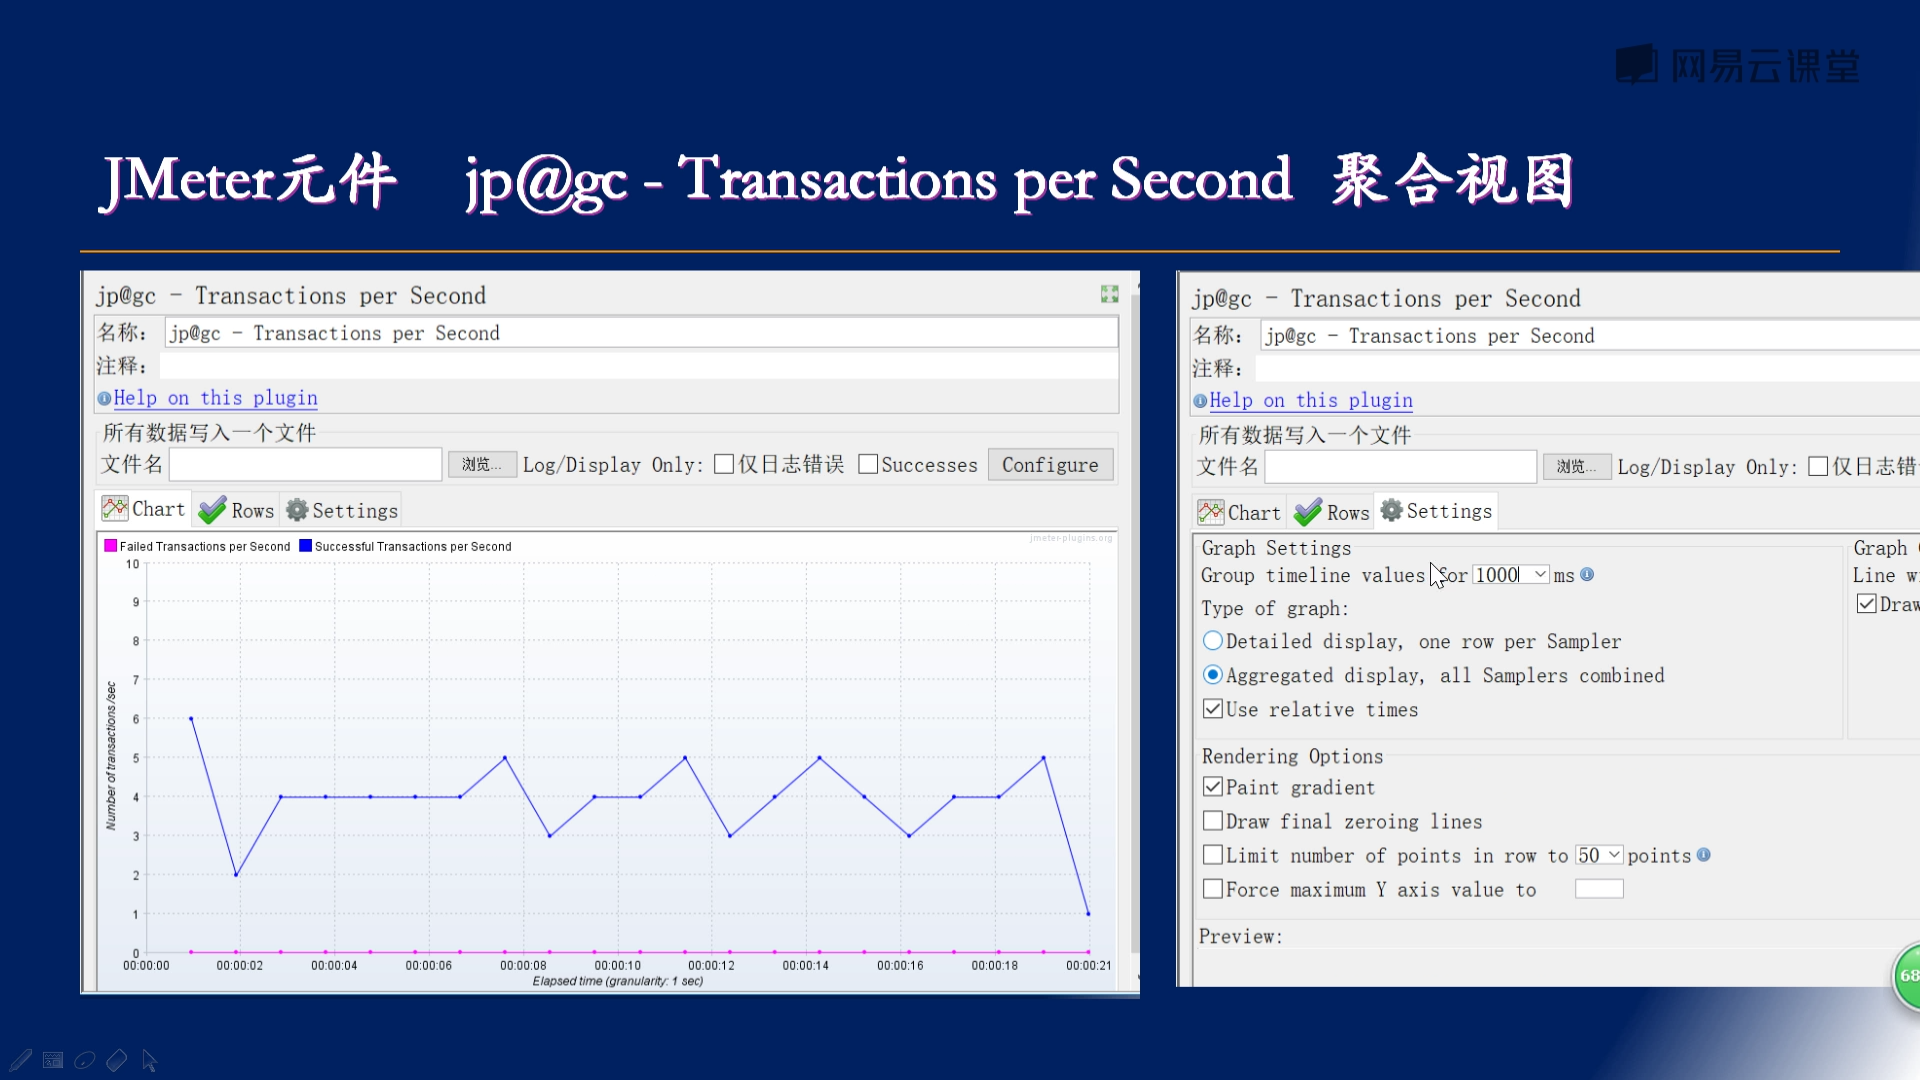 网易云课堂
JMeter元件 jp@gc - Transactions per Second 聚合视图
jp@gc - Transactions per Second
名称: jp@gc - Transactions per Second
注释:
Help on this plugin
所有数据写入一个文件
文件名 浏览... Log/Display Only: 仅日志错误 Successes Configure
Chart Rows Settings
jmeter-plugins.org
Failed Transactions per Second Successful Transactions per Second
10
9
8
7
6
5
4
3
2
1
0
Number of transactions /sec
00:00:00 00:00:02 00:00:04 00:00:06 00:00:08 00:00:10 00:00:12 00:00:14 00:00:16 00:00:18 00:00:21
Elapsed time (granularity: 1 sec)
jp@gc - Transactions per Second
名称: jp@gc - Transactions per Second
注释:
Help on this plugin
所有数据写入一个文件
文件名 浏览... Log/Display Only: 仅日志错
Chart Rows Settings
Graph Settings Graph
Group timeline values for 1000 ms Line w
Type of graph: Draw
Detailed display, one row per Sampler
Aggregated display, all Samplers combined
Use relative times
Rendering Options
Paint gradient
Draw final zeroing lines
Limit number of points in row to 50 points
Force maximum Y axis value to
Preview:
68